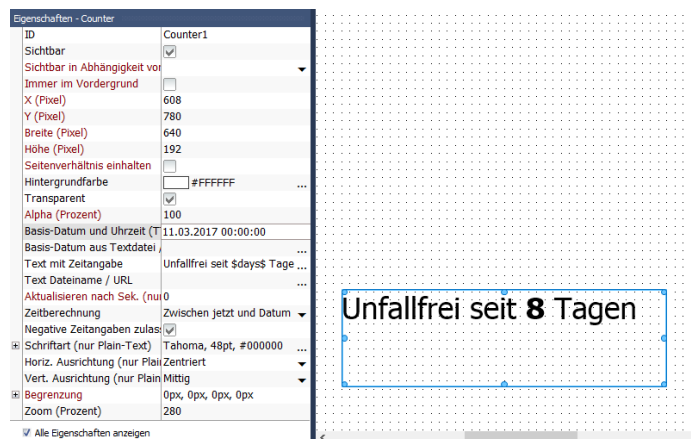 Eigenschaften - Counter
ID Counter1
Sichtbar
Sichtbar in Abhängigkeit vor
Immer im Vordergrund
X (Pixel) 608
Y (Pixel) 780
Breite (Pixel) 640
Höhe (Pixel) 192
Seitenverhältnis einhalten
Hintergrundfarbe #FFFFFF ...
Transparent
Alpha (Prozent) 100
Basis-Datum und Uhrzeit (T 11.03.2017 00:00:00
Basis-Datum aus Textdatei / ...
Text mit Zeitangabe Unfallfrei seit $days$ Tage ...
Text Dateiname / URL ...
Aktualisieren nach Sek. (nu 0
Zeitberechnung Zwischen jetzt und Datum
Negative Zeitangaben zulas:
Schriftart (nur Plain-Text) Tahoma, 48pt, #000000 ...
Horiz. Ausrichtung (nur Plai Zentriert
Vert. Ausrichtung (nur Plain Mittig
Begrenzung 0px, 0px, 0px, 0px
Zoom (Prozent) 280
Alle Eigenschaften anzeigen
Unfallfrei seit 8 Tagen